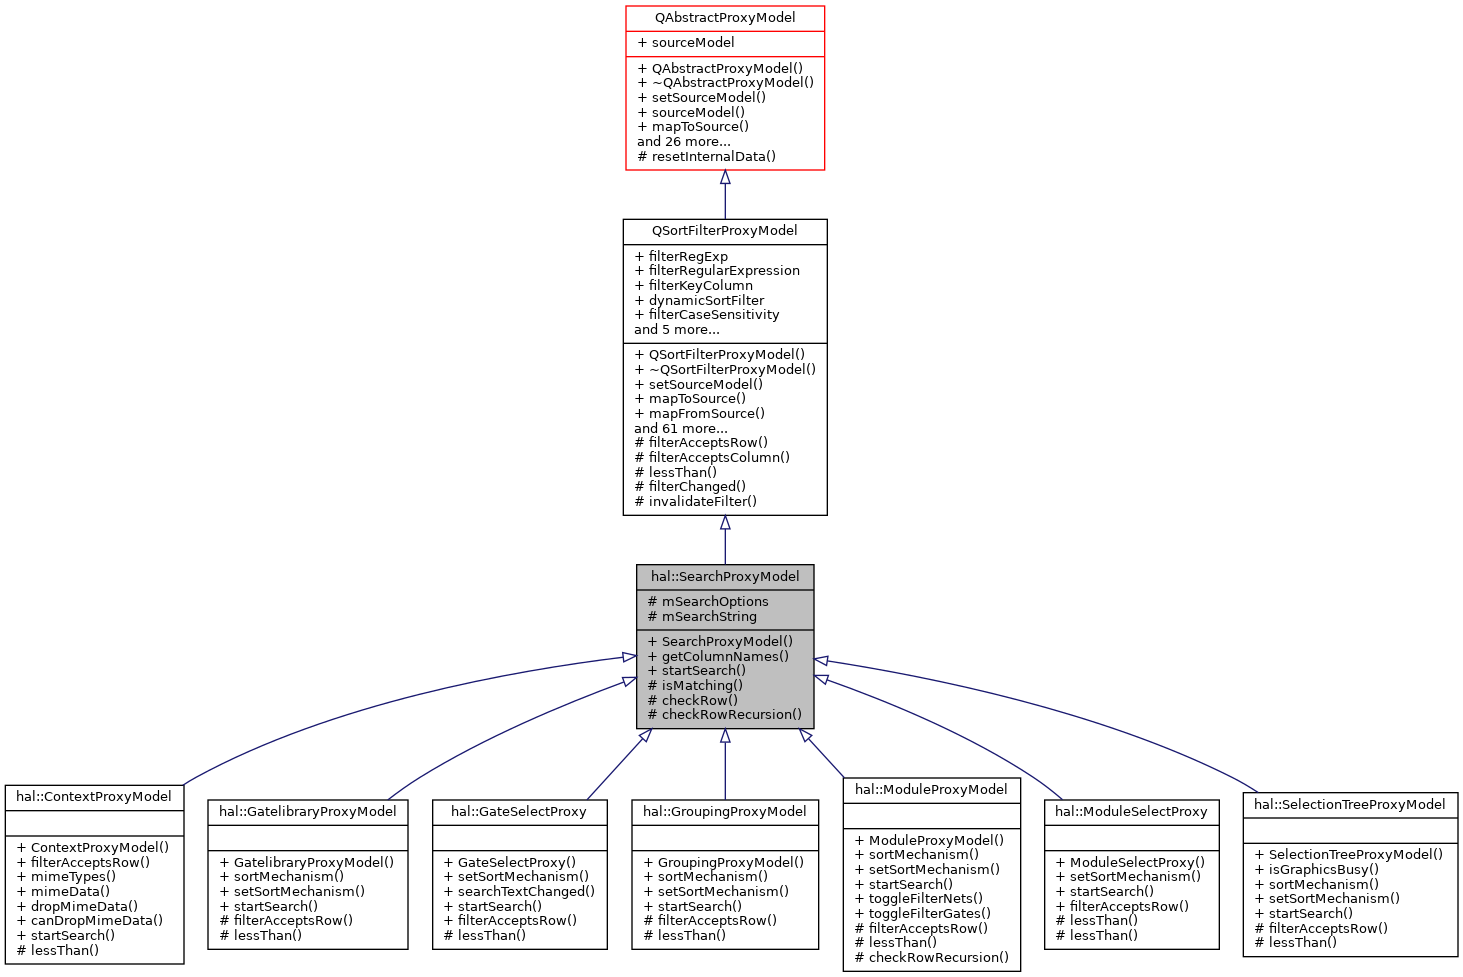 QAbstractProxyModel
+ sourceModel
+ QAbstractProxyModel()
+ ~QAbstractProxyModel()
+ setSourceModel()
+ sourceModel()
+ mapToSource()
and 26 more...
# resetInternalData()
QSortFilterProxyModel
+ filterRegExp
+ filterRegularExpression
+ filterKeyColumn
+ dynamicSortFilter
+ filterCaseSensitivity
and 5 more...
+ QSortFilterProxyModel()
+ ~QSortFilterProxyModel()
+ setSourceModel()
+ mapToSource()
+ mapFromSource()
and 61 more...
# filterAcceptsRow()
# filterAcceptsColumn()
# lessThan()
# filterChanged()
# invalidateFilter()
hal::SearchProxyModel
# mSearchOptions
# mSearchString
+ SearchProxyModel()
+ getColumnNames()
+ startSearch()
# isMatching()
# checkRow()
# checkRowRecursion()
hal::ContextProxyModel
+ ContextProxyModel()
+ filterAcceptsRow()
+ mimeTypes()
+ mimeData()
+ dropMimeData()
+ canDropMimeData()
+ startSearch()
# lessThan()
hal::GatelibraryProxyModel
+ GatelibraryProxyModel()
+ sortMechanism()
+ setSortMechanism()
+ startSearch()
# filterAcceptsRow()
# lessThan()
hal::GateSelectProxy
+ GateSelectProxy()
+ setSortMechanism()
+ searchTextChanged()
+ startSearch()
+ filterAcceptsRow()
# lessThan()
hal::GroupingProxyModel
+ GroupingProxyModel()
+ sortMechanism()
+ setSortMechanism()
+ startSearch()
# filterAcceptsRow()
# lessThan()
hal::ModuleProxyModel
+ ModuleProxyModel()
+ sortMechanism()
+ setSortMechanism()
+ startSearch()
+ toggleFilterNets()
+ toggleFilterGates()
# filterAcceptsRow()
# lessThan()
# checkRowRecursion()
hal::ModuleSelectProxy
+ ModuleSelectProxy()
+ setSortMechanism()
+ startSearch()
+ filterAcceptsRow()
# lessThan()
# lessThan()
hal::SelectionTreeProxyModel
+ SelectionTreeProxyModel()
+ isGraphicsBusy()
+ sortMechanism()
+ setSortMechanism()
+ startSearch()
# filterAcceptsRow()
# lessThan()